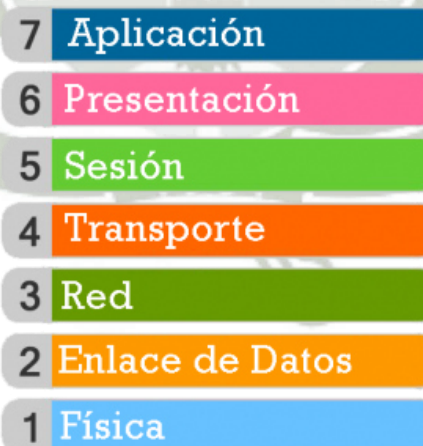 7 Aplicación
6 Presentación
5 Sesión
4 Transporte
3 Red
2 Enlace de Datos
1 Física